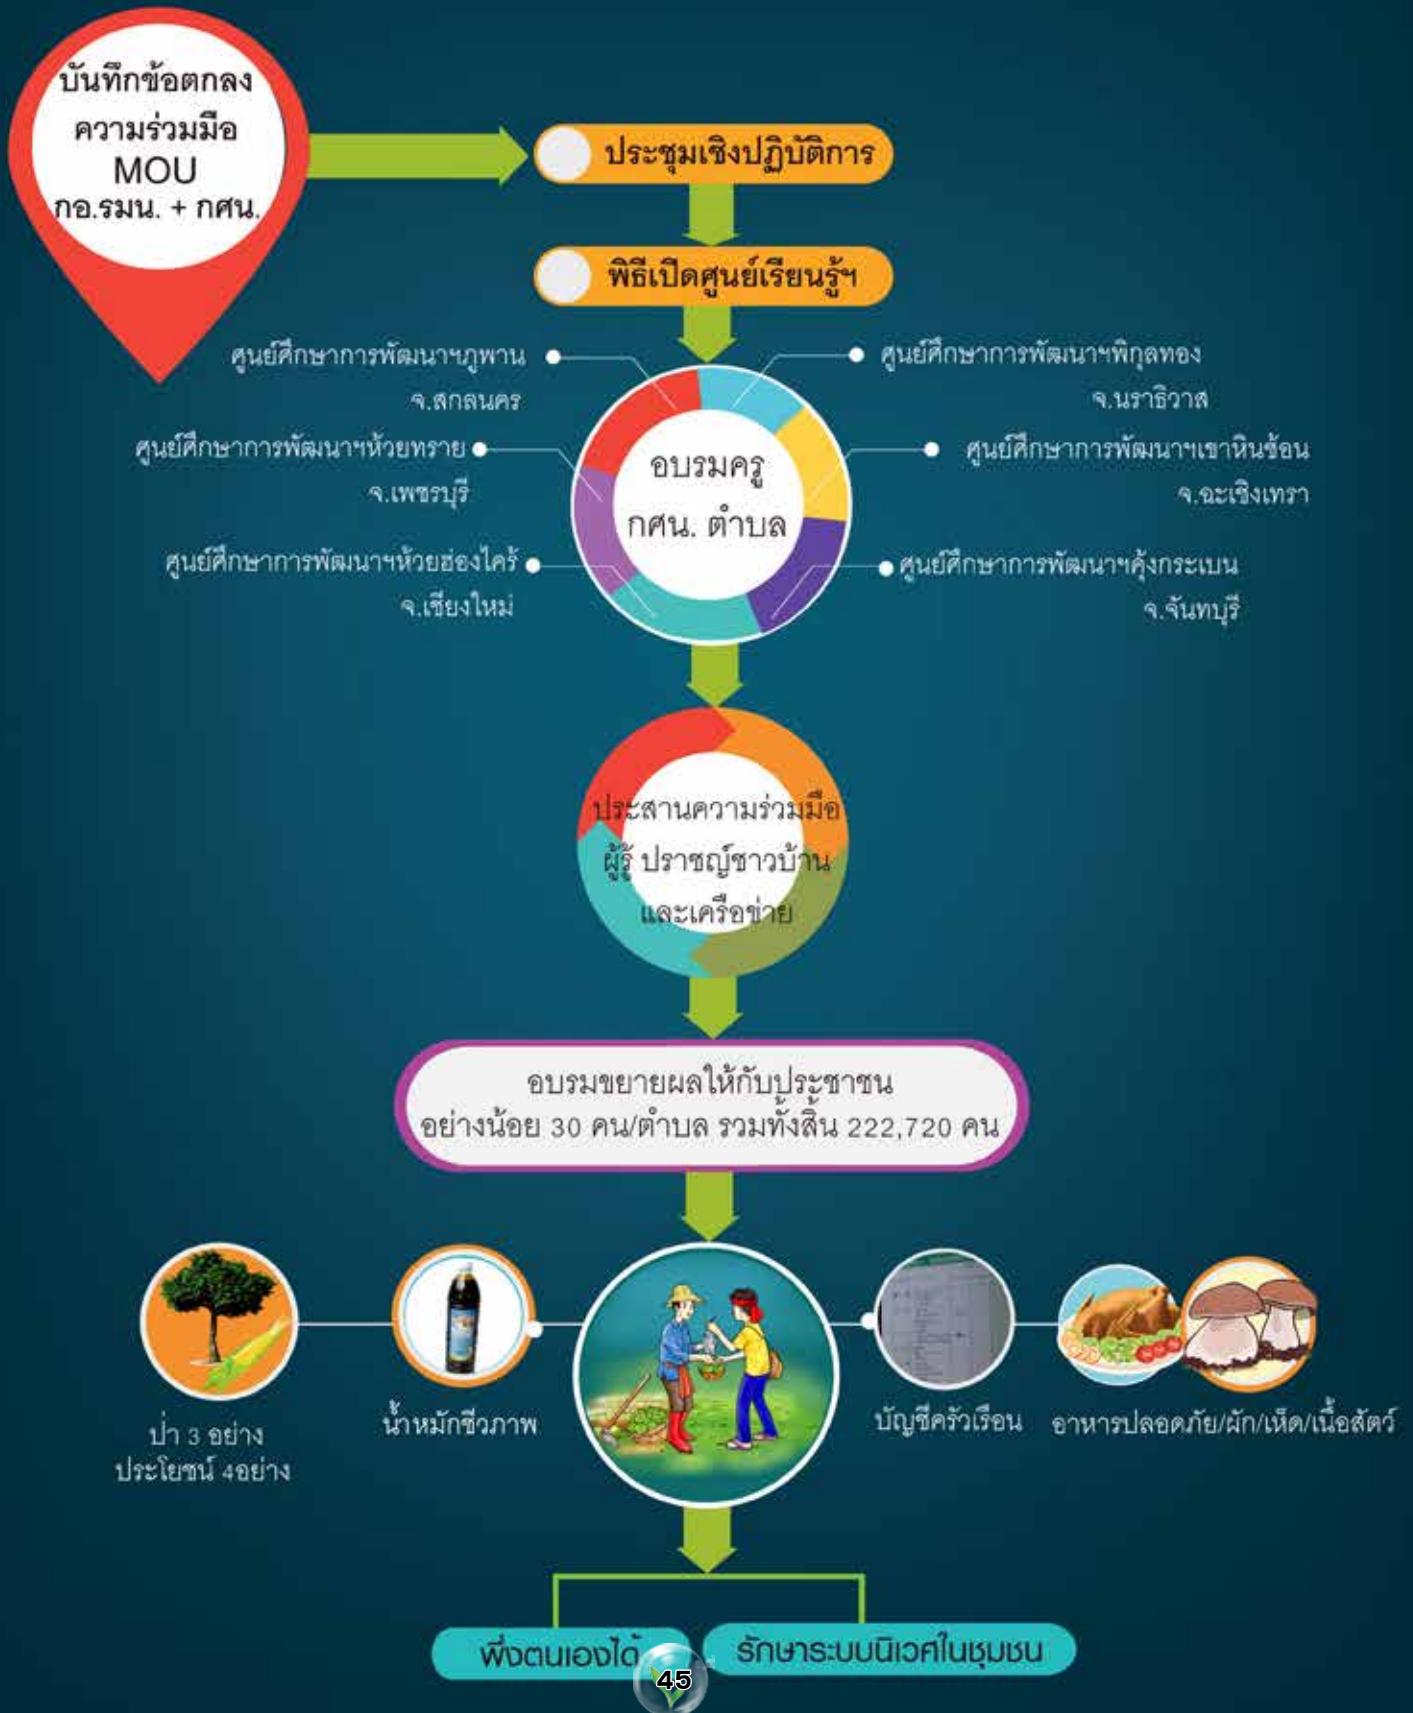 บันทึกข้อตกลง
ความร่วมมือ
MOU
กอ.รมน. + กศน.
ประชุมเชิงปฏิบัติการ
พิธีเปิดศูนย์เรียนรู้ฯ
ศูนย์ศึกษาการพัฒนาฯภูพาน
จ.สกลนคร
ศูนย์ศึกษาการพัฒนาฯพิกุลทอง
จ.นราธิวาส
ศูนย์ศึกษาการพัฒนาฯห้วยทราย
จ.เพชรบุรี
ศูนย์ศึกษาการพัฒนาฯเขาหินซ้อน
จ.ฉะเชิงเทรา
ศูนย์ศึกษาการพัฒนาฯห้วยฮ่องไคร้
จ.เชียงใหม่
ศูนย์ศึกษาการพัฒนาฯคุ้งกระเบน
จ.จันทบุรี
อบรมครู
กศน. ตำบล
ประสานความร่วมมือ
ผู้รู้ ปราชญ์ชาวบ้าน
และเครือข่าย
อบรมขยายผลให้กับประชาชน
อย่างน้อย 30 คน/ตำบล รวมทั้งสิ้น 222,720 คน
ป่า 3 อย่าง
ประโยชน์ 4อย่าง
น้ำหมักชีวภาพ
บัญชีครัวเรือน
อาหารปลอดภัย/ผัก/เห็ด/เนื้อสัตว์
พึ่งตนเองได้
รักษาระบบนิเวศในชุมชน
45